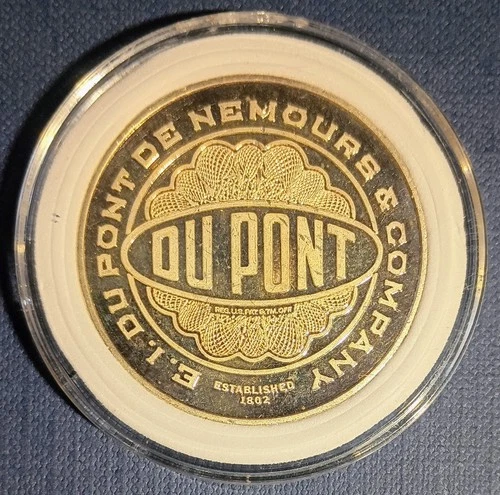 E. I. DU PONT DE NEMOURS & COMPANY
DU PONT
REG. U.S. PAT. & TM. OFF.
ESTABLISHED
1802